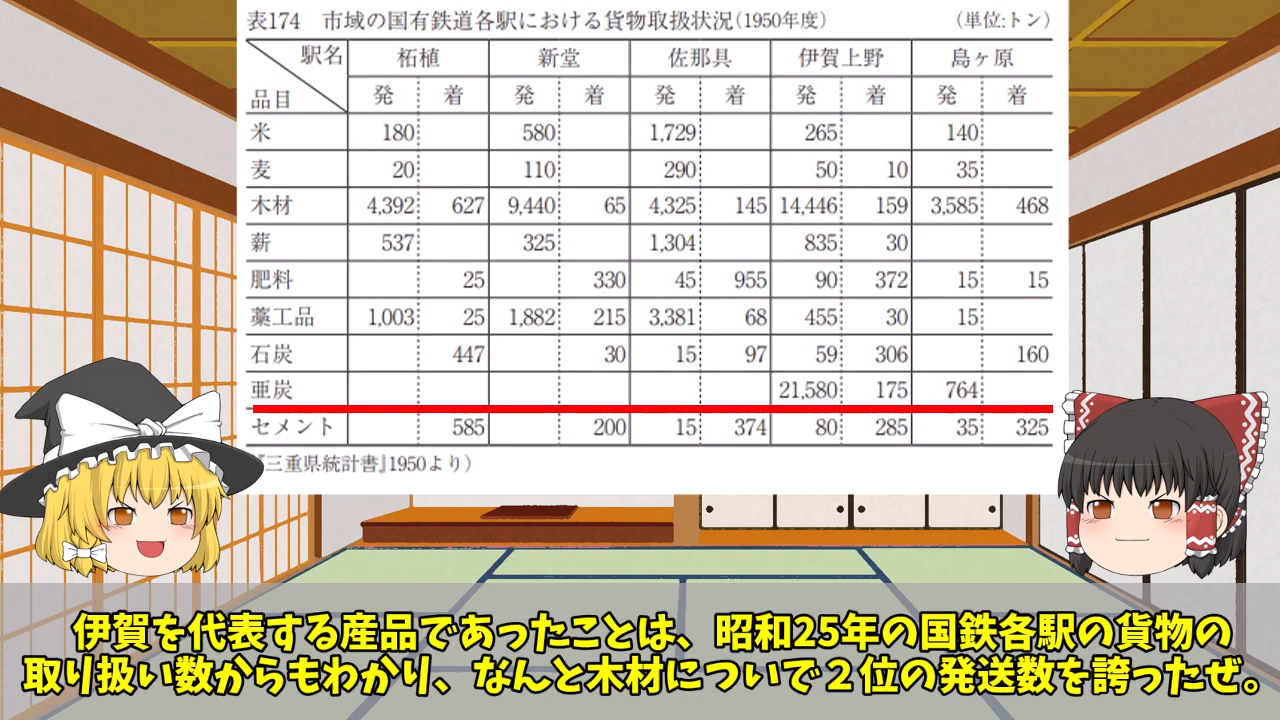 表174 市域の国有鉄道各駅における貨物取扱状況(1950年度) (単位:トン)
駅名 柘植 新堂 佐那具 伊賀上野 島ヶ原
品目 発 着 発 着 発 着 発 着 発 着
米 180 580 1,729 265 140
麦 20 110 290 50 10 35
木材 4,392 627 9,440 65 4,325 145 14,446 159 3,585 468
薪 537 325 1,304 835 30
肥料 25 330 45 955 90 372 15 15
藁工品 1,003 25 1,882 215 3,381 68 455 30 15
石炭 447 30 15 97 59 306 160
亜炭 21,580 175 764
セメント 585 200 15 374 80 285 35 325
『三重県統計書』1950より)
伊賀を代表する産品であったことは、昭和25年の国鉄各駅の貨物の
取り扱い数からもわかり、なんと木材について2位の発送数を誇ったぜ。